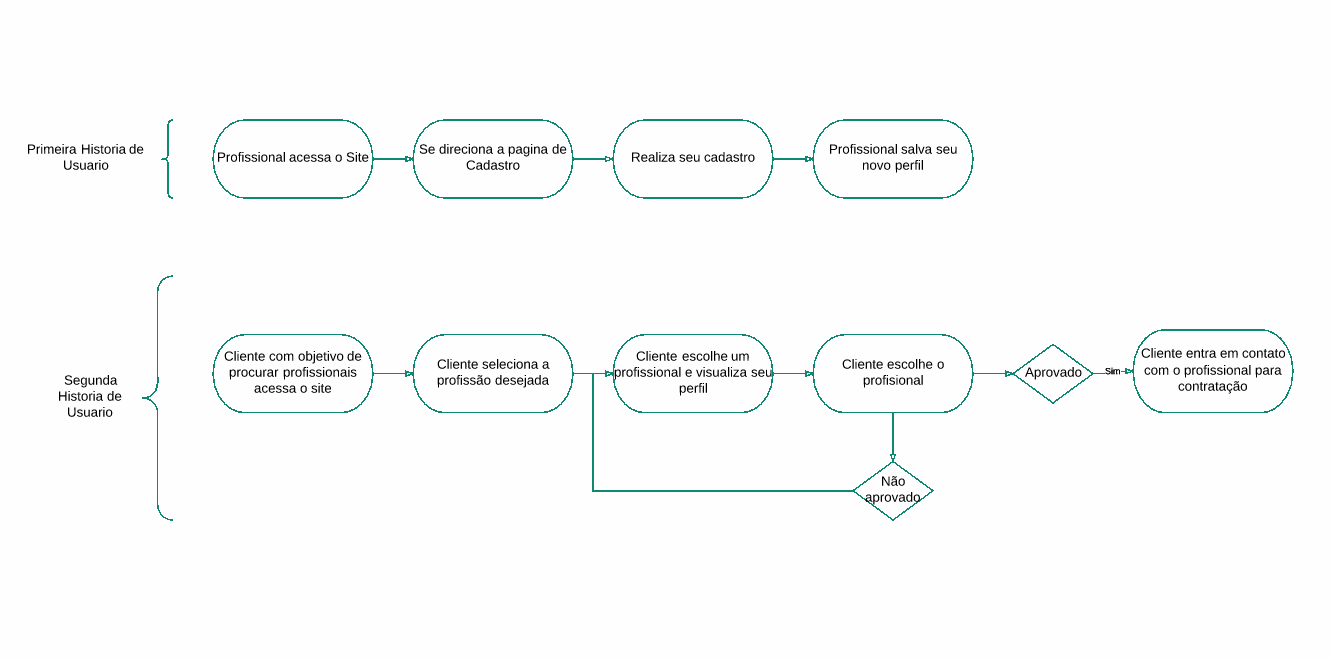 Primeira Historia de
Usuario
Profissional acessa o Site
Se direciona a pagina de
Cadastro
Realiza seu cadastro
Profissional salva seu
novo perfil
Segunda
Historia de
Usuario
Cliente com objetivo de
procurar profissionais
acessa o site
Cliente seleciona a
profissão desejada
Cliente escolhe um
profissional e visualiza seu
perfil
Cliente escolhe o
profisional
Aprovado
Sim
Cliente entra em contato
com o profissional para
contratação
Não
aprovado